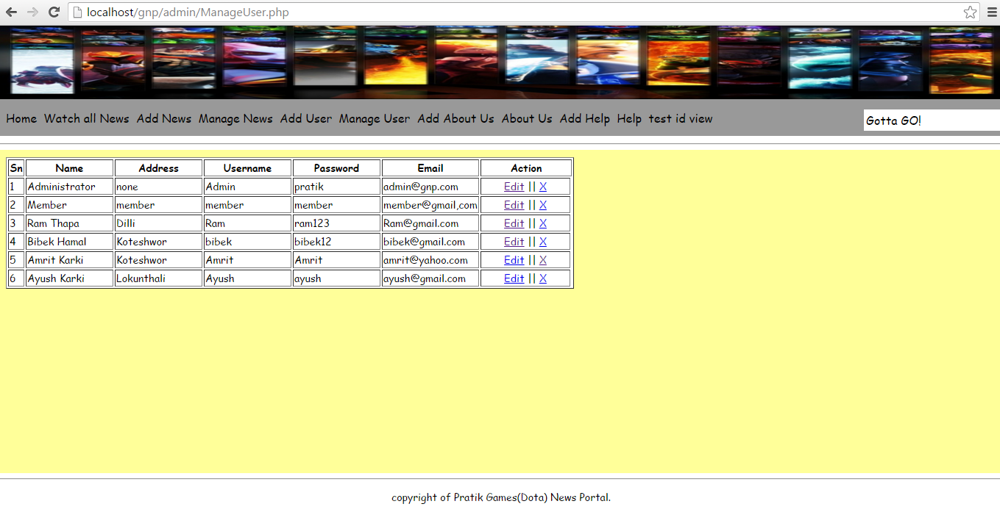 localhost/gnp/admin/ManageUser.php
Home Watch all News Add News Manage News Add User Manage User Add About Us About Us Add Help Help test id view Gotta GO!
Sn Name Address Username Password Email Action
1 Administrator none Admin pratik admin@gnp.com Edit || X
2 Member member member member member@gmail,com Edit || X
3 Ram Thapa Dilli Ram ram123 Ram@gmail.com Edit || X
4 Bibek Hamal Koteshwor bibek bibek12 bibek@gmail.com Edit || X
5 Amrit Karki Koteshwor Amrit Amrit amrit@yahoo.com Edit || X
6 Ayush Karki Lokunthali Ayush ayush ayush@gmail.com Edit || X
copyright of Pratik Games(Dota) News Portal.